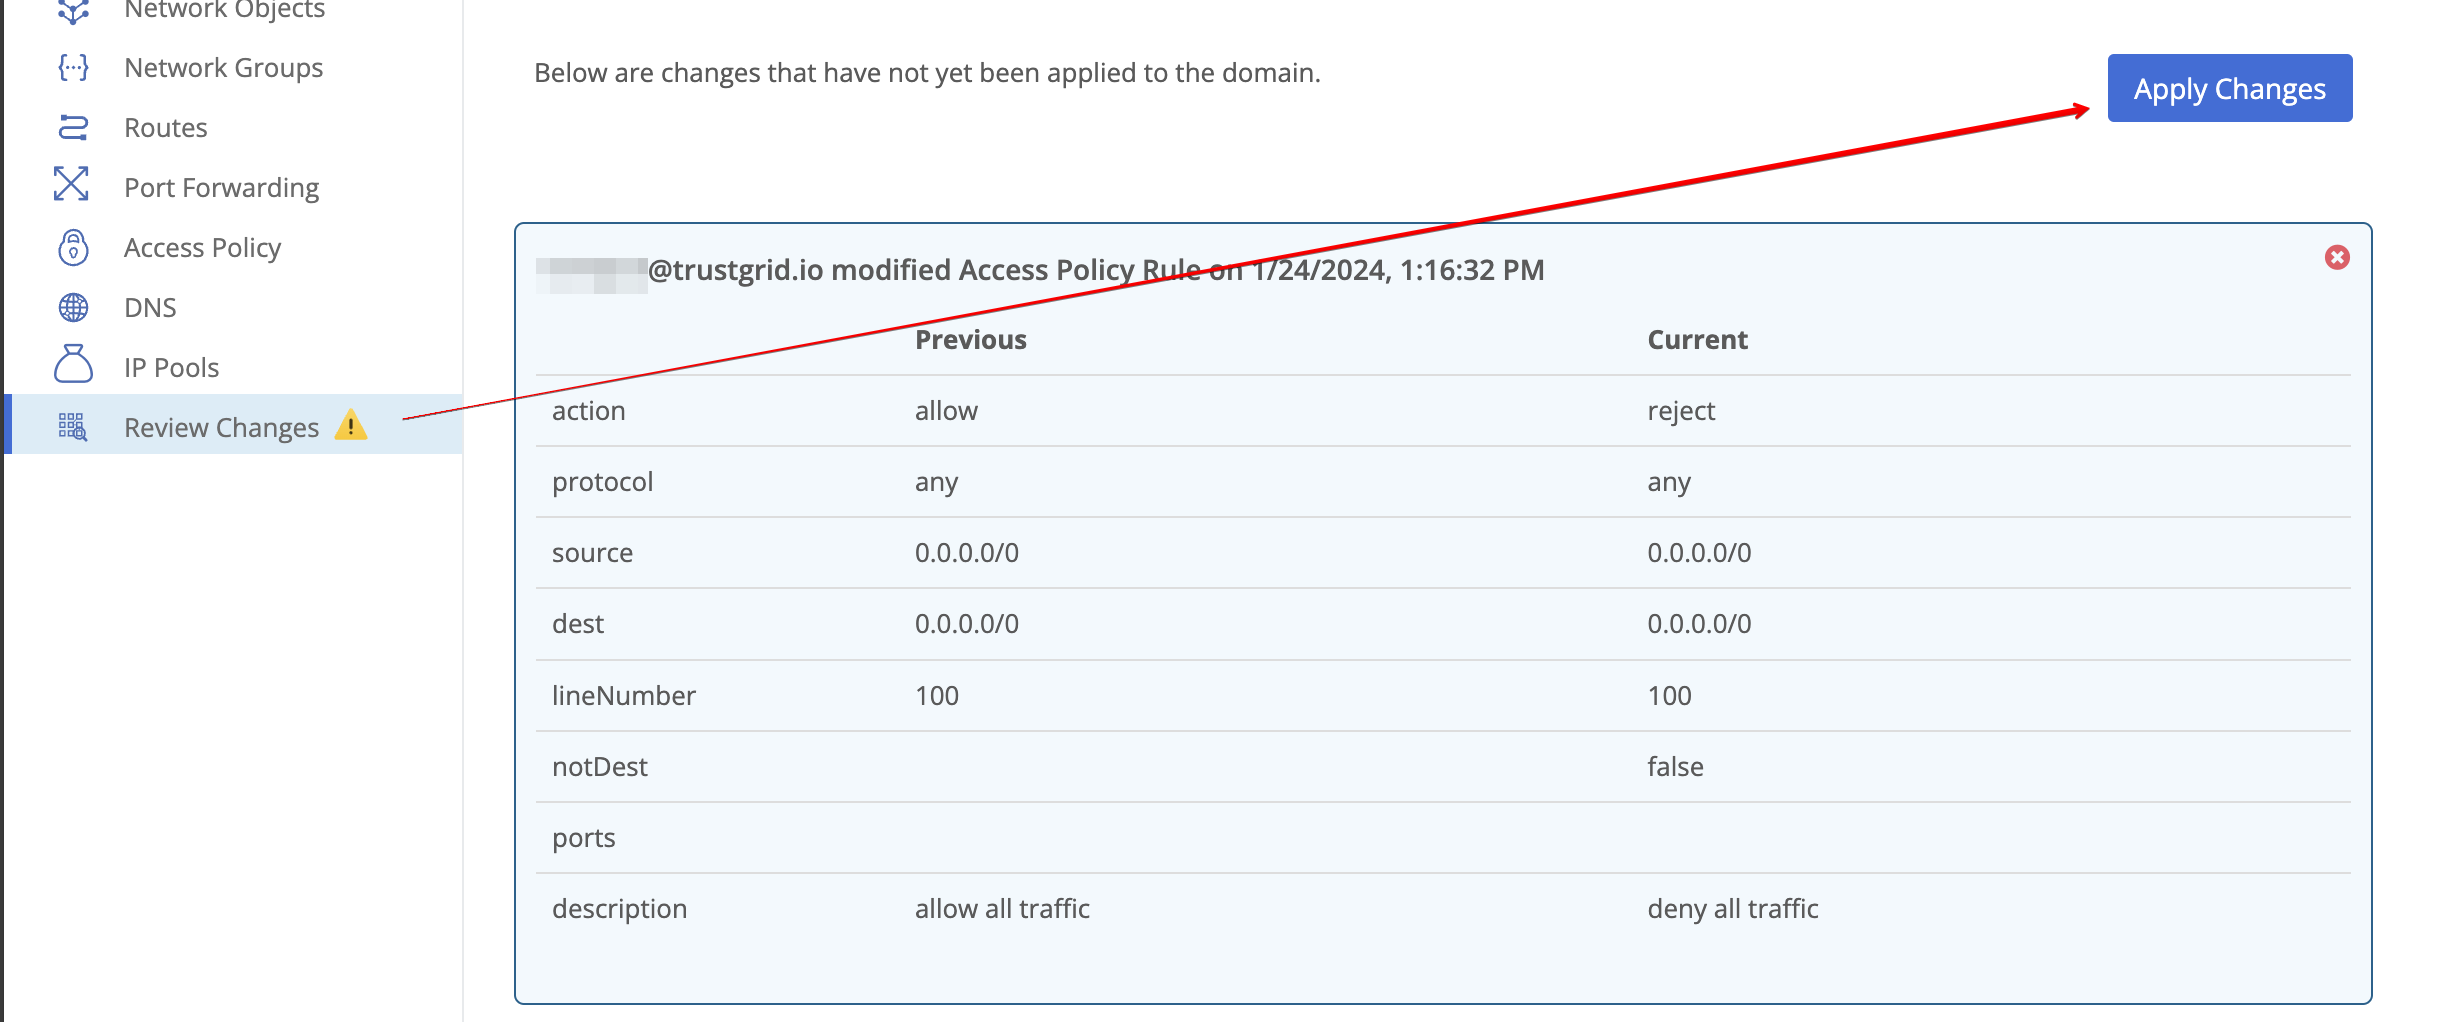 Network Objects
Network Groups
Routes
Port Forwarding
Access Policy
DNS
IP Pools
Review Changes
Below are changes that have not yet been applied to the domain.
Apply Changes
@trustgrid.io modified Access Policy Rule on 1/24/2024, 1:16:32 PM
Previous Current
action allow reject
protocol any any
source 0.0.0.0/0 0.0.0.0/0
dest 0.0.0.0/0 0.0.0.0/0
lineNumber 100 100
notDest false
ports
description allow all traffic deny all traffic